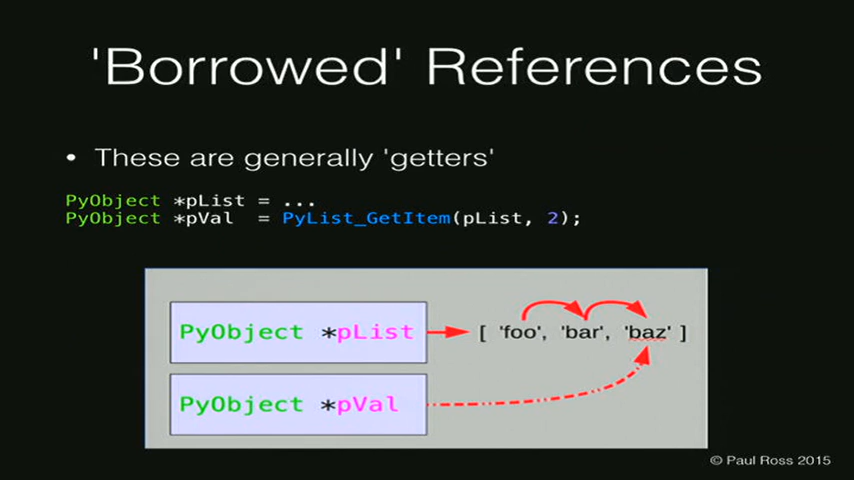 'Borrowed' References
• These are generally 'getters'
PyObject *pList = ...
PyObject *pVal  = PyList_GetItem(pList, 2);
PyObject *pList
[ 'foo', 'bar', 'baz' ]
PyObject *pVal
© Paul Ross 2015